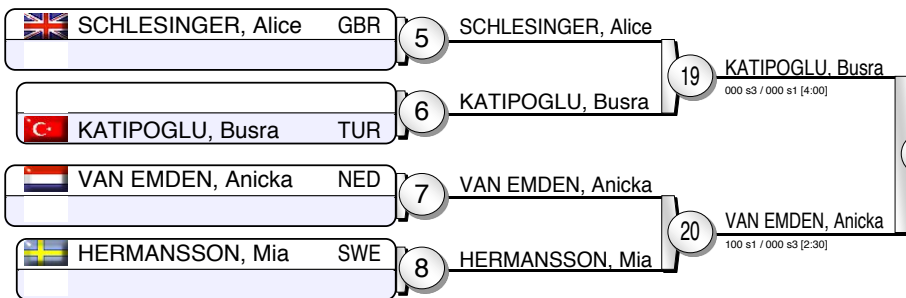 SCHLESINGER, Alice GBR
5
SCHLESINGER, Alice
19
KATIPOGLU, Busra
000 s3 / 000 s1 [4:00]
6
KATIPOGLU, Busra
KATIPOGLU, Busra TUR
VAN EMDEN, Anicka NED
7
VAN EMDEN, Anicka
20
VAN EMDEN, Anicka
100 s1 / 000 s3 [2:30]
HERMANSSON, Mia SWE
8
HERMANSSON, Mia